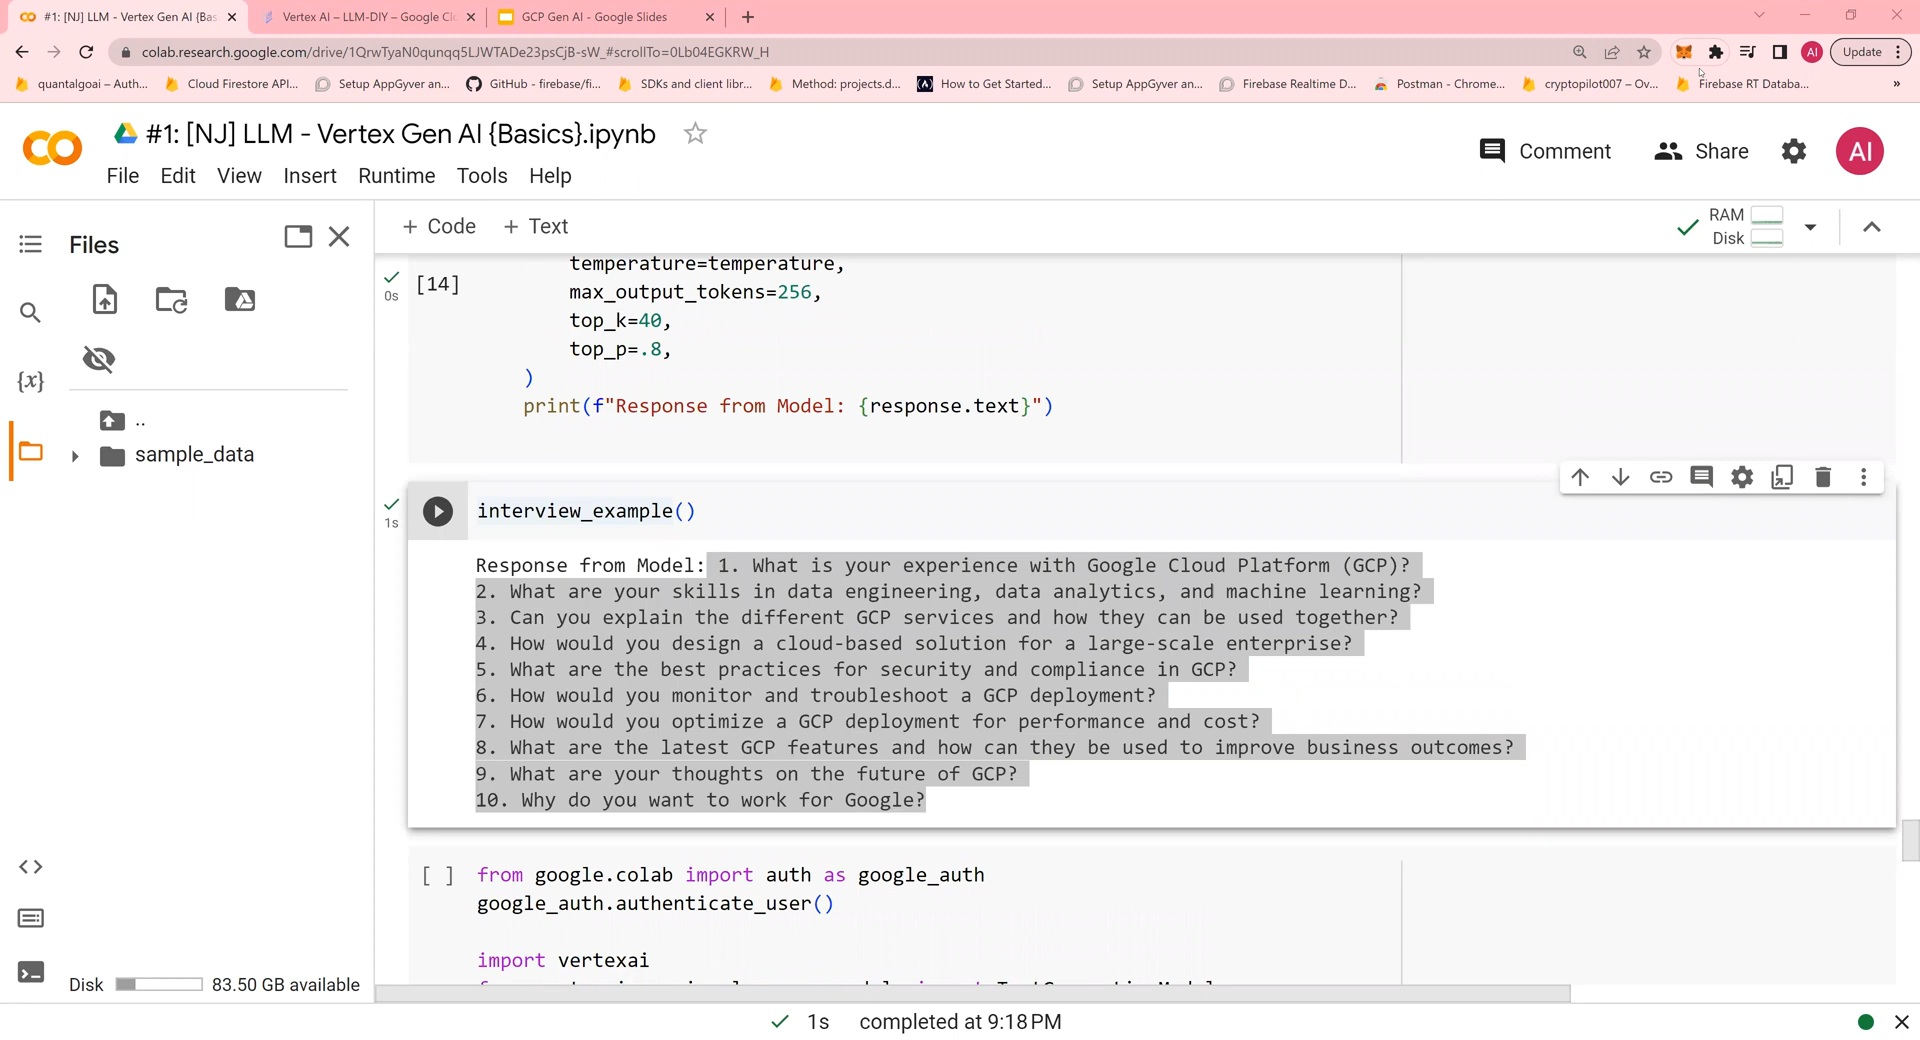 #1: [NJ] LLM - Vertex Gen AI {Bas
Vertex AI – LLM-DIY – Google Cl
GCP Gen AI - Google Slides
colab.research.google.com/drive/1QrwTyaN0qunqq5LJWTADe23psCjB-sW_#scrollTo=0Lb04EGKRW_H
AI
Update
quantalgoai – Auth...
Cloud Firestore API...
Setup AppGyver an...
GitHub - firebase/fi...
SDKs and client libr...
Method: projects.d...
How to Get Started...
Setup AppGyver an...
Firebase Realtime D...
Postman - Chrome...
cryptopilot007 – Ov...
Firebase RT Databa...
»
#1: [NJ] LLM - Vertex Gen AI {Basics}.ipynb
Comment
Share
AI
File Edit View Insert Runtime Tools Help
Files
+ Code + Text
RAM
Disk
{x}
..
sample_data
Disk 83.50 GB available
[14]
0s
temperature=temperature,
max_output_tokens=256,
top_k=40,
top_p=.8,
)
print(f"Response from Model: {response.text}")
1s
interview_example()
Response from Model: 1. What is your experience with Google Cloud Platform (GCP)?
2. What are your skills in data engineering, data analytics, and machine learning?
3. Can you explain the different GCP services and how they can be used together?
4. How would you design a cloud-based solution for a large-scale enterprise?
5. What are the best practices for security and compliance in GCP?
6. How would you monitor and troubleshoot a GCP deployment?
7. How would you optimize a GCP deployment for performance and cost?
8. What are the latest GCP features and how can they be used to improve business outcomes?
9. What are your thoughts on the future of GCP?
10. Why do you want to work for Google?
[ ]
from google.colab import auth as google_auth
google_auth.authenticate_user()
import vertexai
1s completed at 9:18 PM